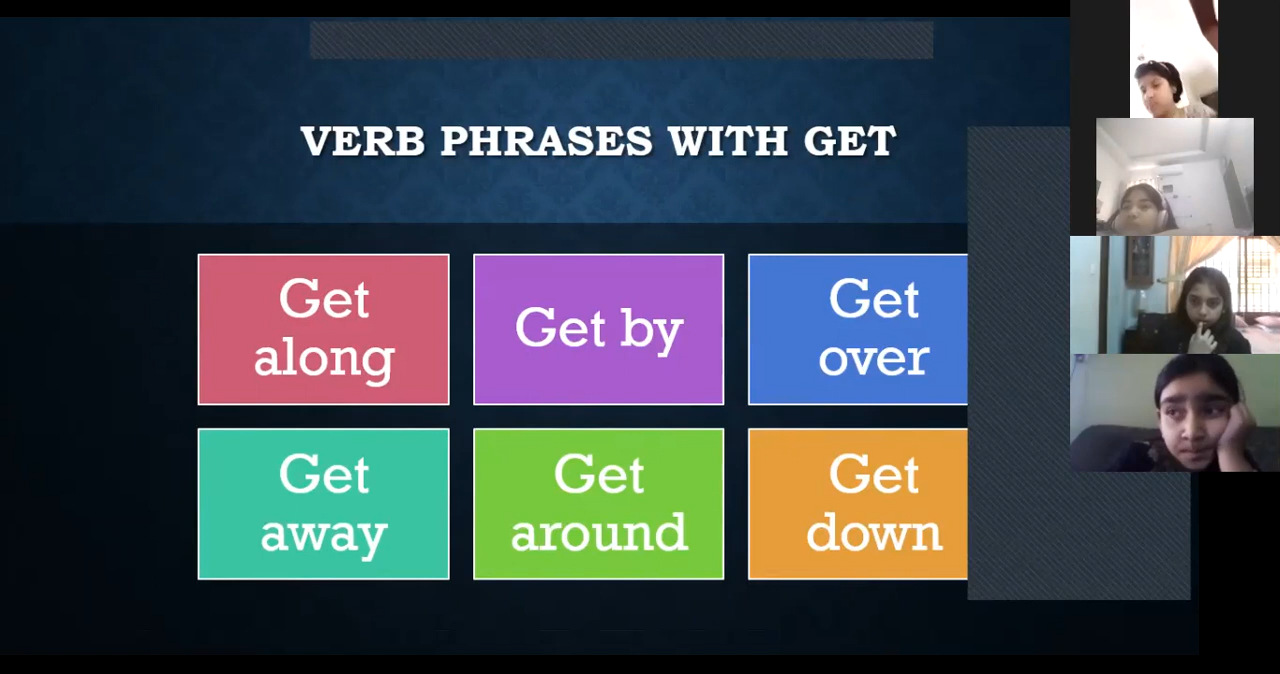 VERB PHRASES WITH GET
Get
along
Get by
Get
over
Get
away
Get
around
Get
down